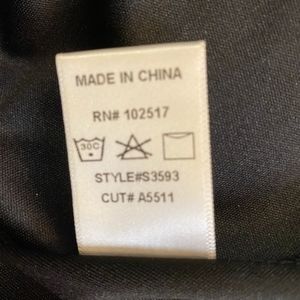 MADE IN CHINA
RN# 102517
30C
STYLE#S3593
CUT# A5511